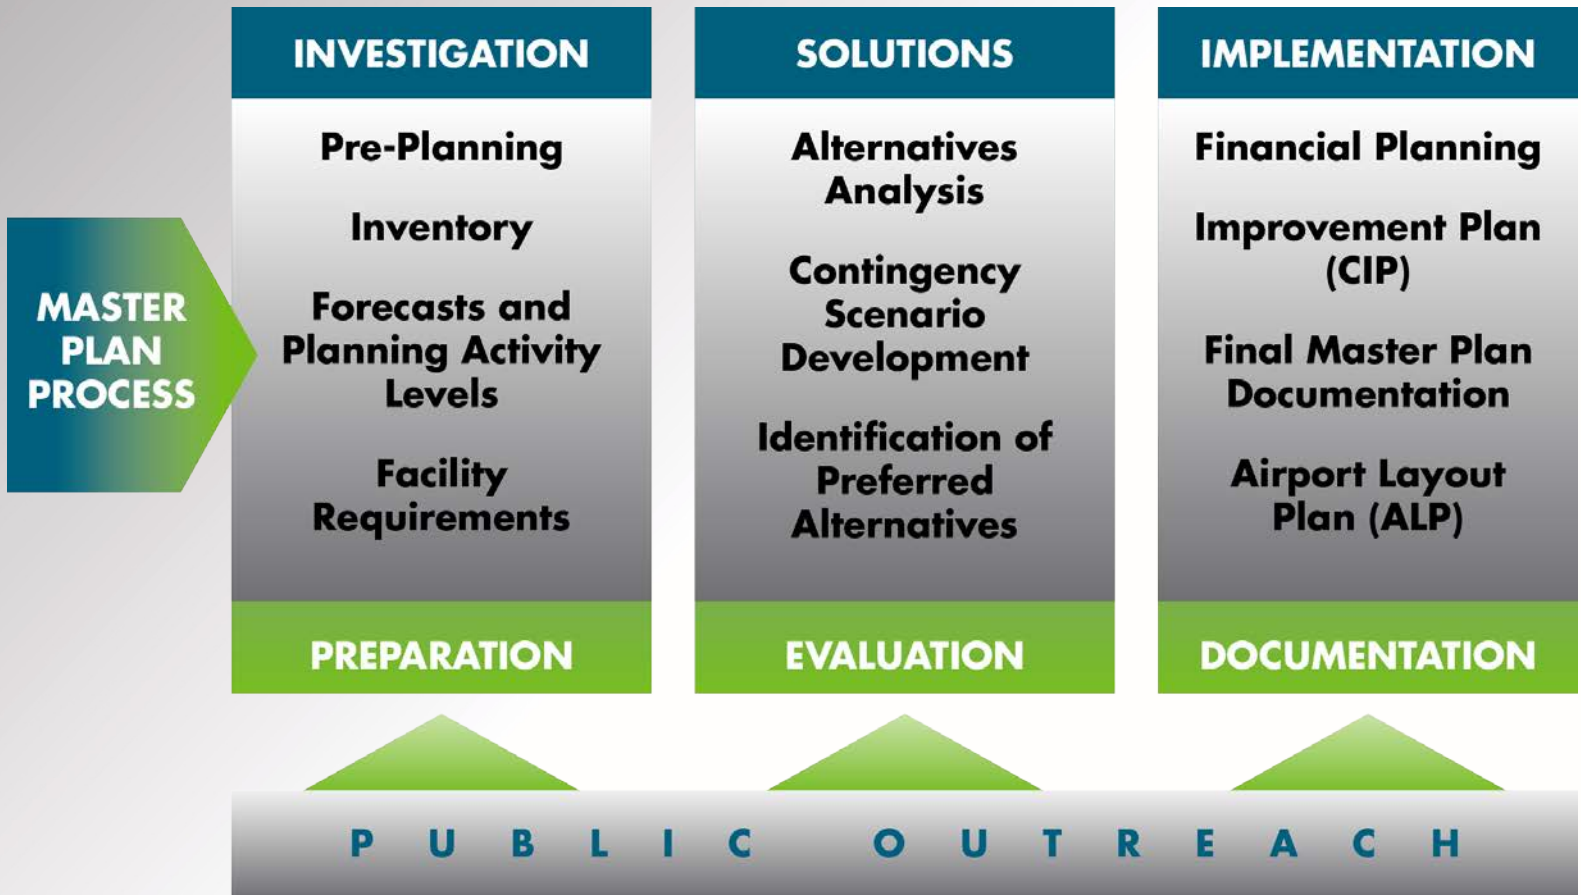 MASTER
PLAN
PROCESS
INVESTIGATION
Pre-Planning
Inventory
Forecasts and
Planning Activity
Levels
Facility
Requirements
PREPARATION
SOLUTIONS
Alternatives
Analysis
Contingency
Scenario
Development
Identification of
Preferred
Alternatives
EVALUATION
IMPLEMENTATION
Financial Planning
Improvement Plan
(CIP)
Final Master Plan
Documentation
Airport Layout
Plan (ALP)
DOCUMENTATION
PUBLIC OUTREACH